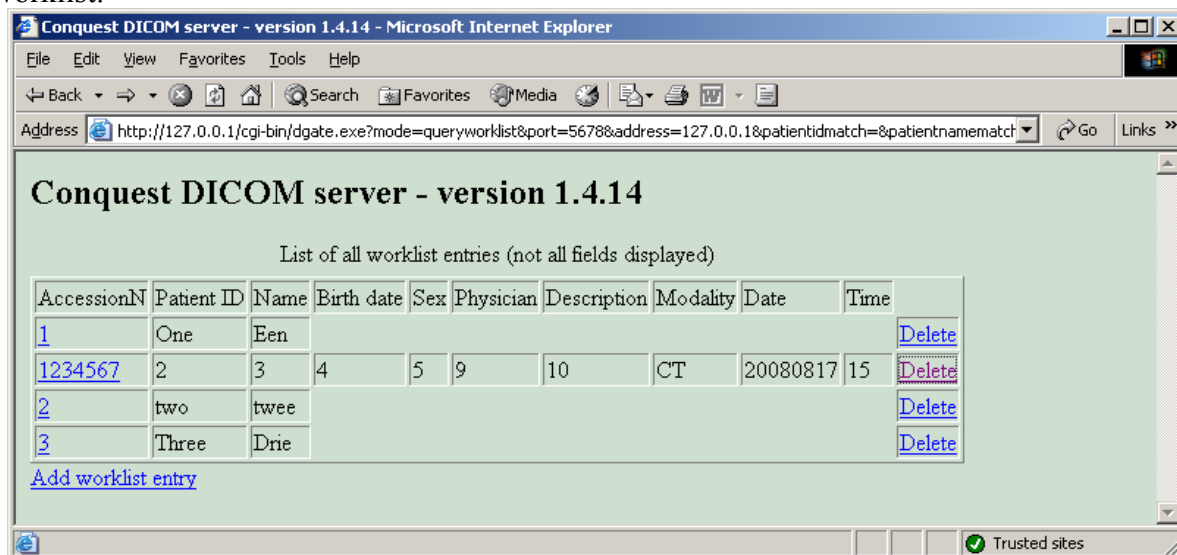 Conquest DICOM server - version 1.4.14 - Microsoft Internet Explorer
File Edit View Favorites Tools Help
Back Search Favorites Media
Address http://127.0.0.1/cgi-bin/dgate.exe?mode=queryworklist&port=5678&address=127.0.0.1&patientidmatch=&patientnamematch Go Links »
Conquest DICOM server - version 1.4.14
List of all worklist entries (not all fields displayed)
AccessionN Patient ID Name Birth date Sex Physician Description Modality Date Time
1 One Een Delete
1234567 2 3 4 5 9 10 CT 20080817 15 Delete
2 two twee Delete
3 Three Drie Delete
Add worklist entry
Trusted sites